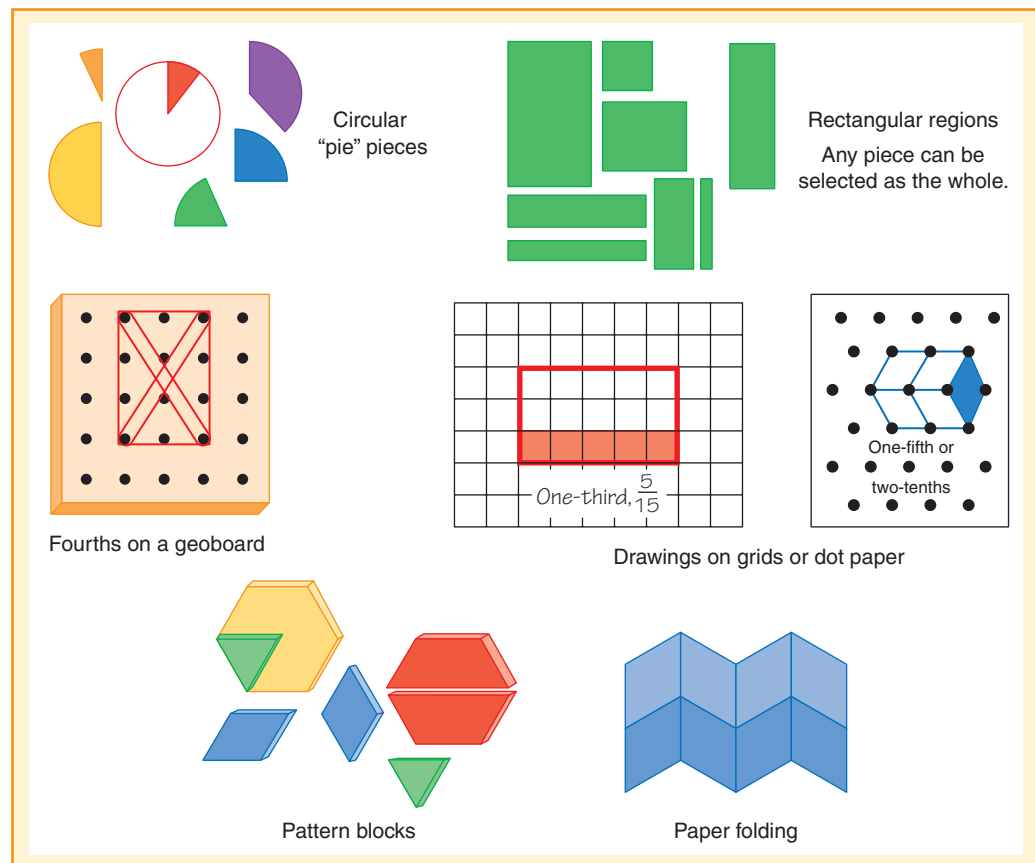 Circular
“pie” pieces
Rectangular regions
Any piece can be
selected as the whole.
Fourths on a geoboard
One-third, 5/15
One-fifth or
two-tenths
Drawings on grids or dot paper
Pattern blocks
Paper folding